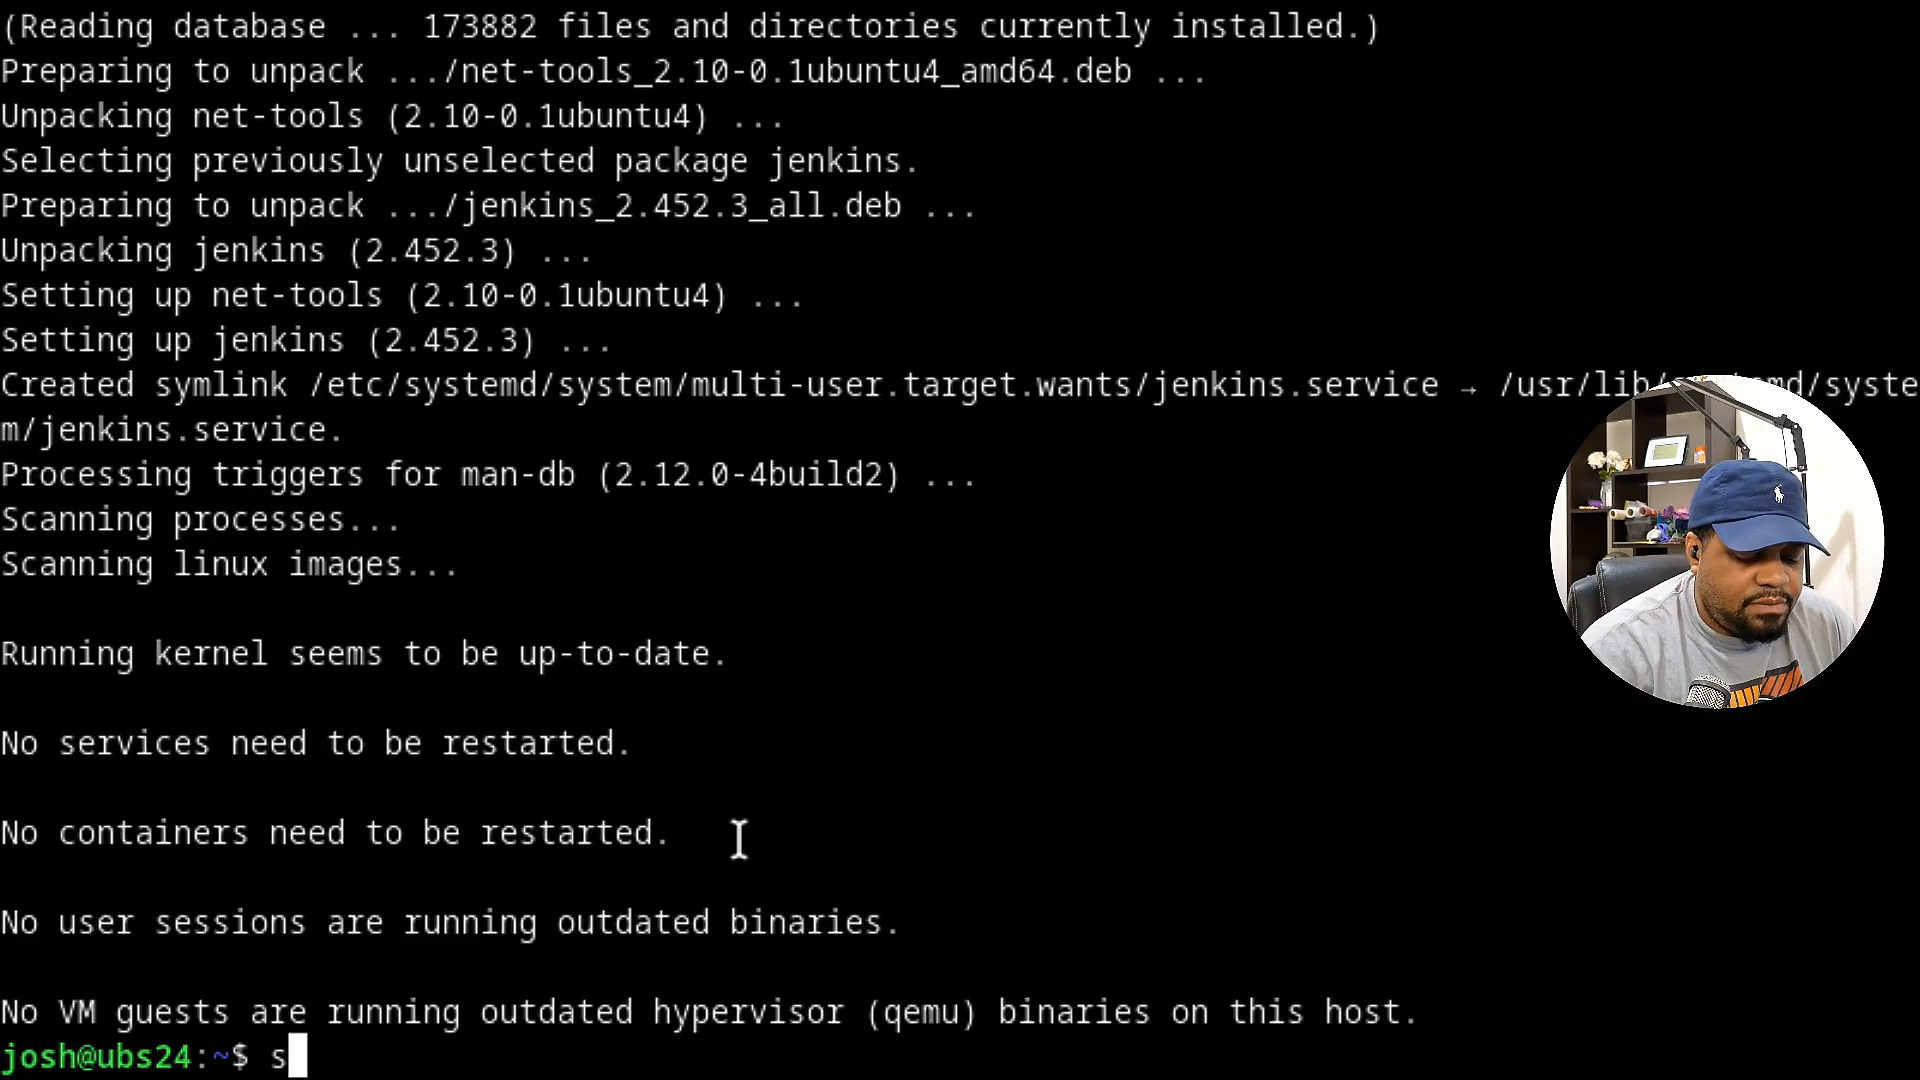 (Reading database ... 173882 files and directories currently installed.)
Preparing to unpack .../net-tools_2.10-0.1ubuntu4_amd64.deb ...
Unpacking net-tools (2.10-0.1ubuntu4) ...
Selecting previously unselected package jenkins.
Preparing to unpack .../jenkins_2.452.3_all.deb ...
Unpacking jenkins (2.452.3) ...
Setting up net-tools (2.10-0.1ubuntu4) ...
Setting up jenkins (2.452.3) ...
Created symlink /etc/systemd/system/multi-user.target.wants/jenkins.service → /usr/lib/systemd/syste
m/jenkins.service.
Processing triggers for man-db (2.12.0-4build2) ...
Scanning processes...
Scanning linux images...
Running kernel seems to be up-to-date.
No services need to be restarted.
No containers need to be restarted.
No user sessions are running outdated binaries.
No VM guests are running outdated hypervisor (qemu) binaries on this host.
josh@ubs24:~$ s